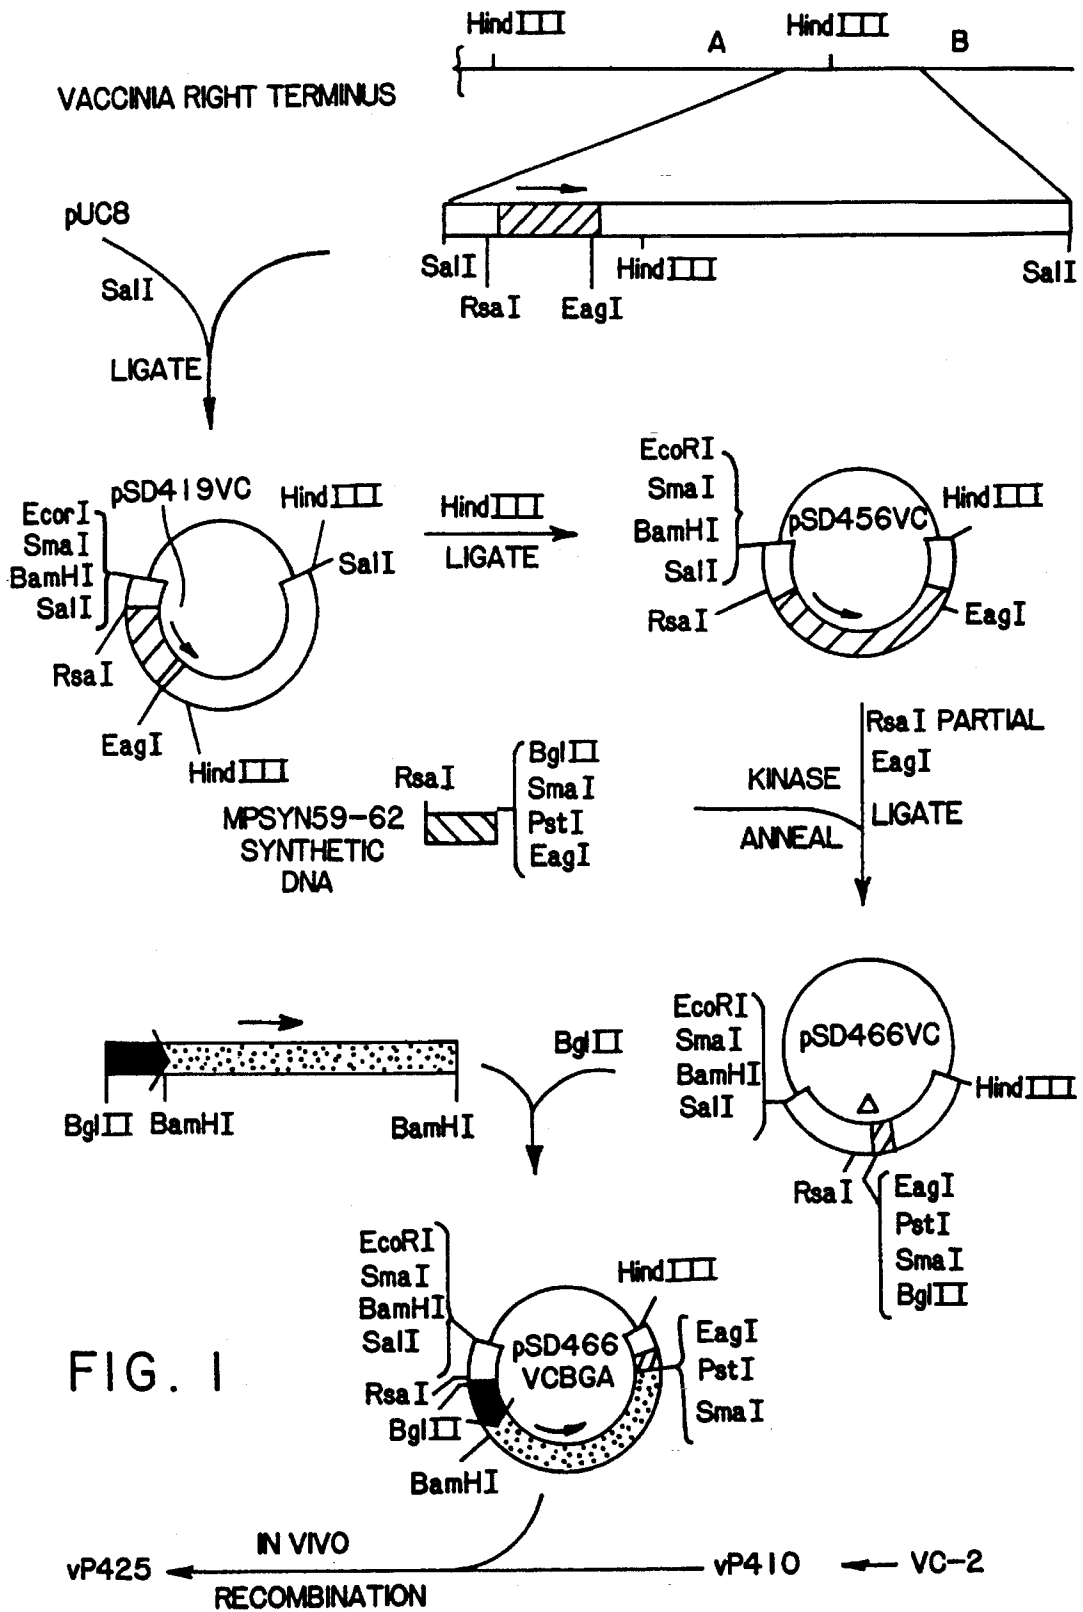 HindIII
A
HindIII
B
VACCINIA RIGHT TERMINUS
pUC8
SalI
SalI
RsaI
EagI
HindIII
SalI
LIGATE
pSD419VC
EcorI
SmaI
BamHI
SalI
HindIII
SalI
RsaI
EagI
HindIII
HindIII
LIGATE
EcoRI
SmaI
BamHI
SalI
pSD456VC
HindIII
RsaI
EagI
RsaI PARTIAL
EagI
LIGATE
KINASE
ANNEAL
RsaI
BglII
SmaI
PstI
EagI
MPSYN59-62
SYNTHETIC
DNA
BglII
BamHI
BamHI
BglII
EcoRI
SmaI
BamHI
SalI
pSD466VC
HindIII
Δ
RsaI
EagI
PstI
SmaI
BglII
EcoRI
SmaI
BamHI
SalI
HindIII
pSD466
VCBGA
EagI
PstI
SmaI
RsaI
BglII
BamHI
FIG. 1
vP425
IN VIVO
RECOMBINATION
vP410
VC-2